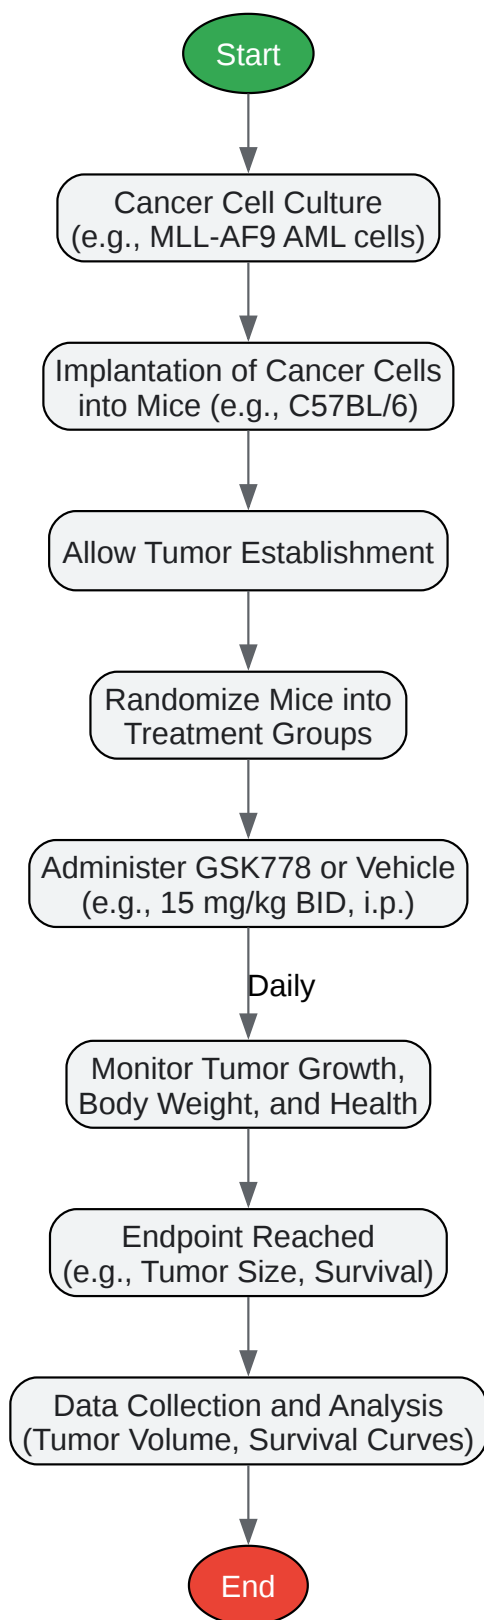 Start
Cancer Cell Culture
(e.g., MLL-AF9 AML cells)
Implantation of Cancer Cells
into Mice (e.g., C57BL/6)
Allow Tumor Establishment
Randomize Mice into
Treatment Groups
Administer GSK778 or Vehicle
(e.g., 15 mg/kg BID, i.p.)
Daily
Monitor Tumor Growth,
Body Weight, and Health
Endpoint Reached
(e.g., Tumor Size, Survival)
Data Collection and Analysis
(Tumor Volume, Survival Curves)
End